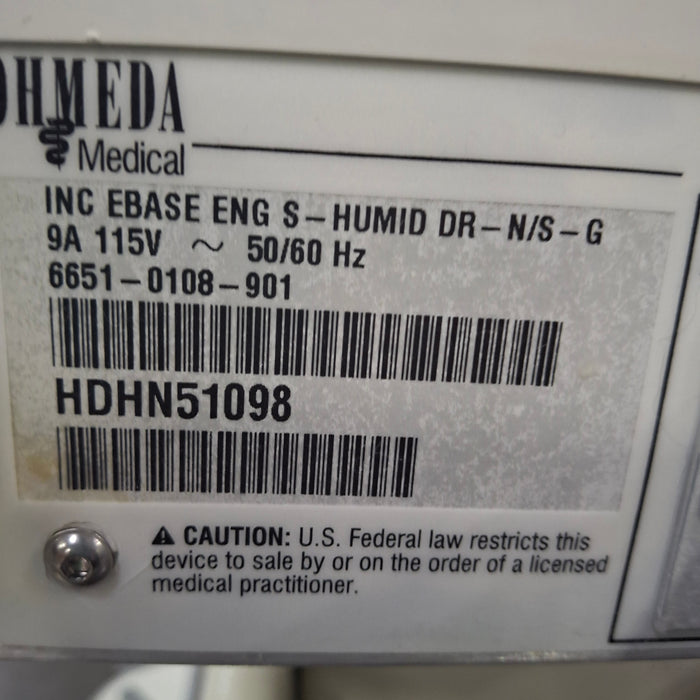 OHMEDA
Medical
INC EBASE ENG S-HUMID DR-N/S-G
9A 115V ~ 50/60 Hz
6651-0108-901
HDHN51098
⚠ CAUTION: U.S. Federal law restricts this
device to sale by or on the order of a licensed
medical practitioner.